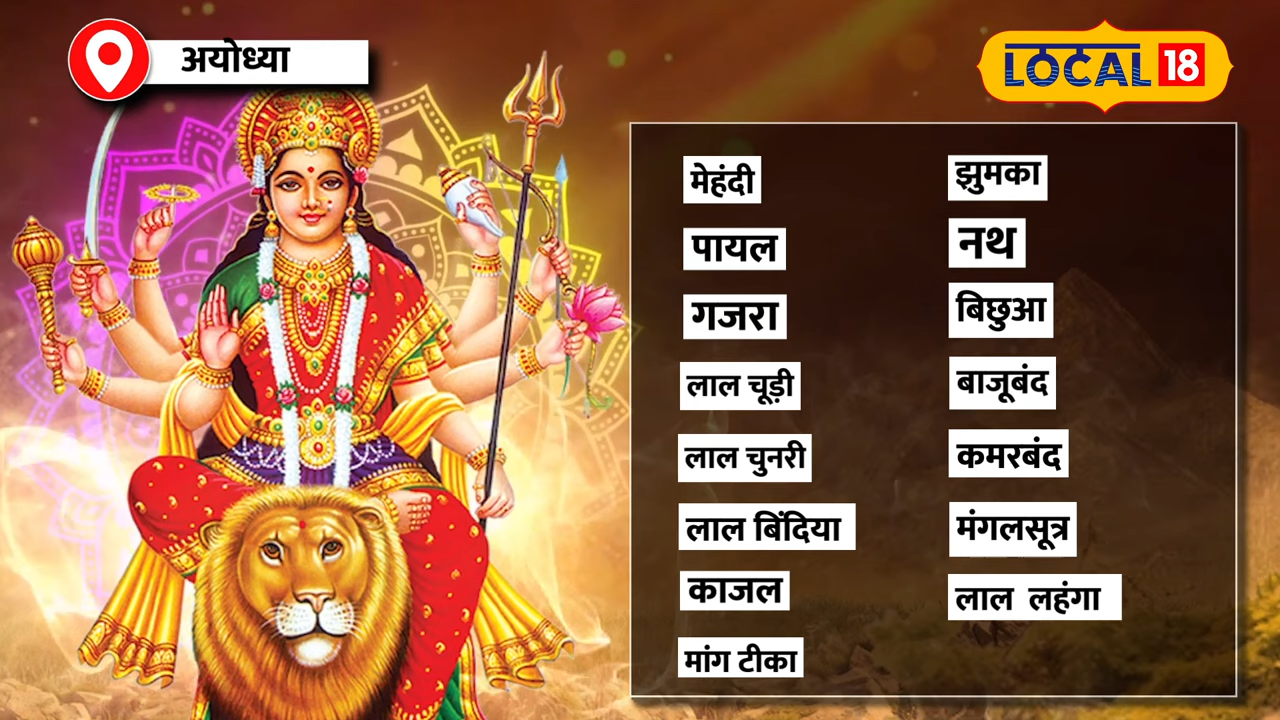 अयोध्या
LOCAL 18
मेहंदी
पायल
गजरा
लाल चूड़ी
लाल चुनरी
लाल बिंदिया
काजल
मांग टीका
झुमका
नथ
बिछुआ
बाजूबंद
कमरबंद
मंगलसूत्र
लाल लहंगा